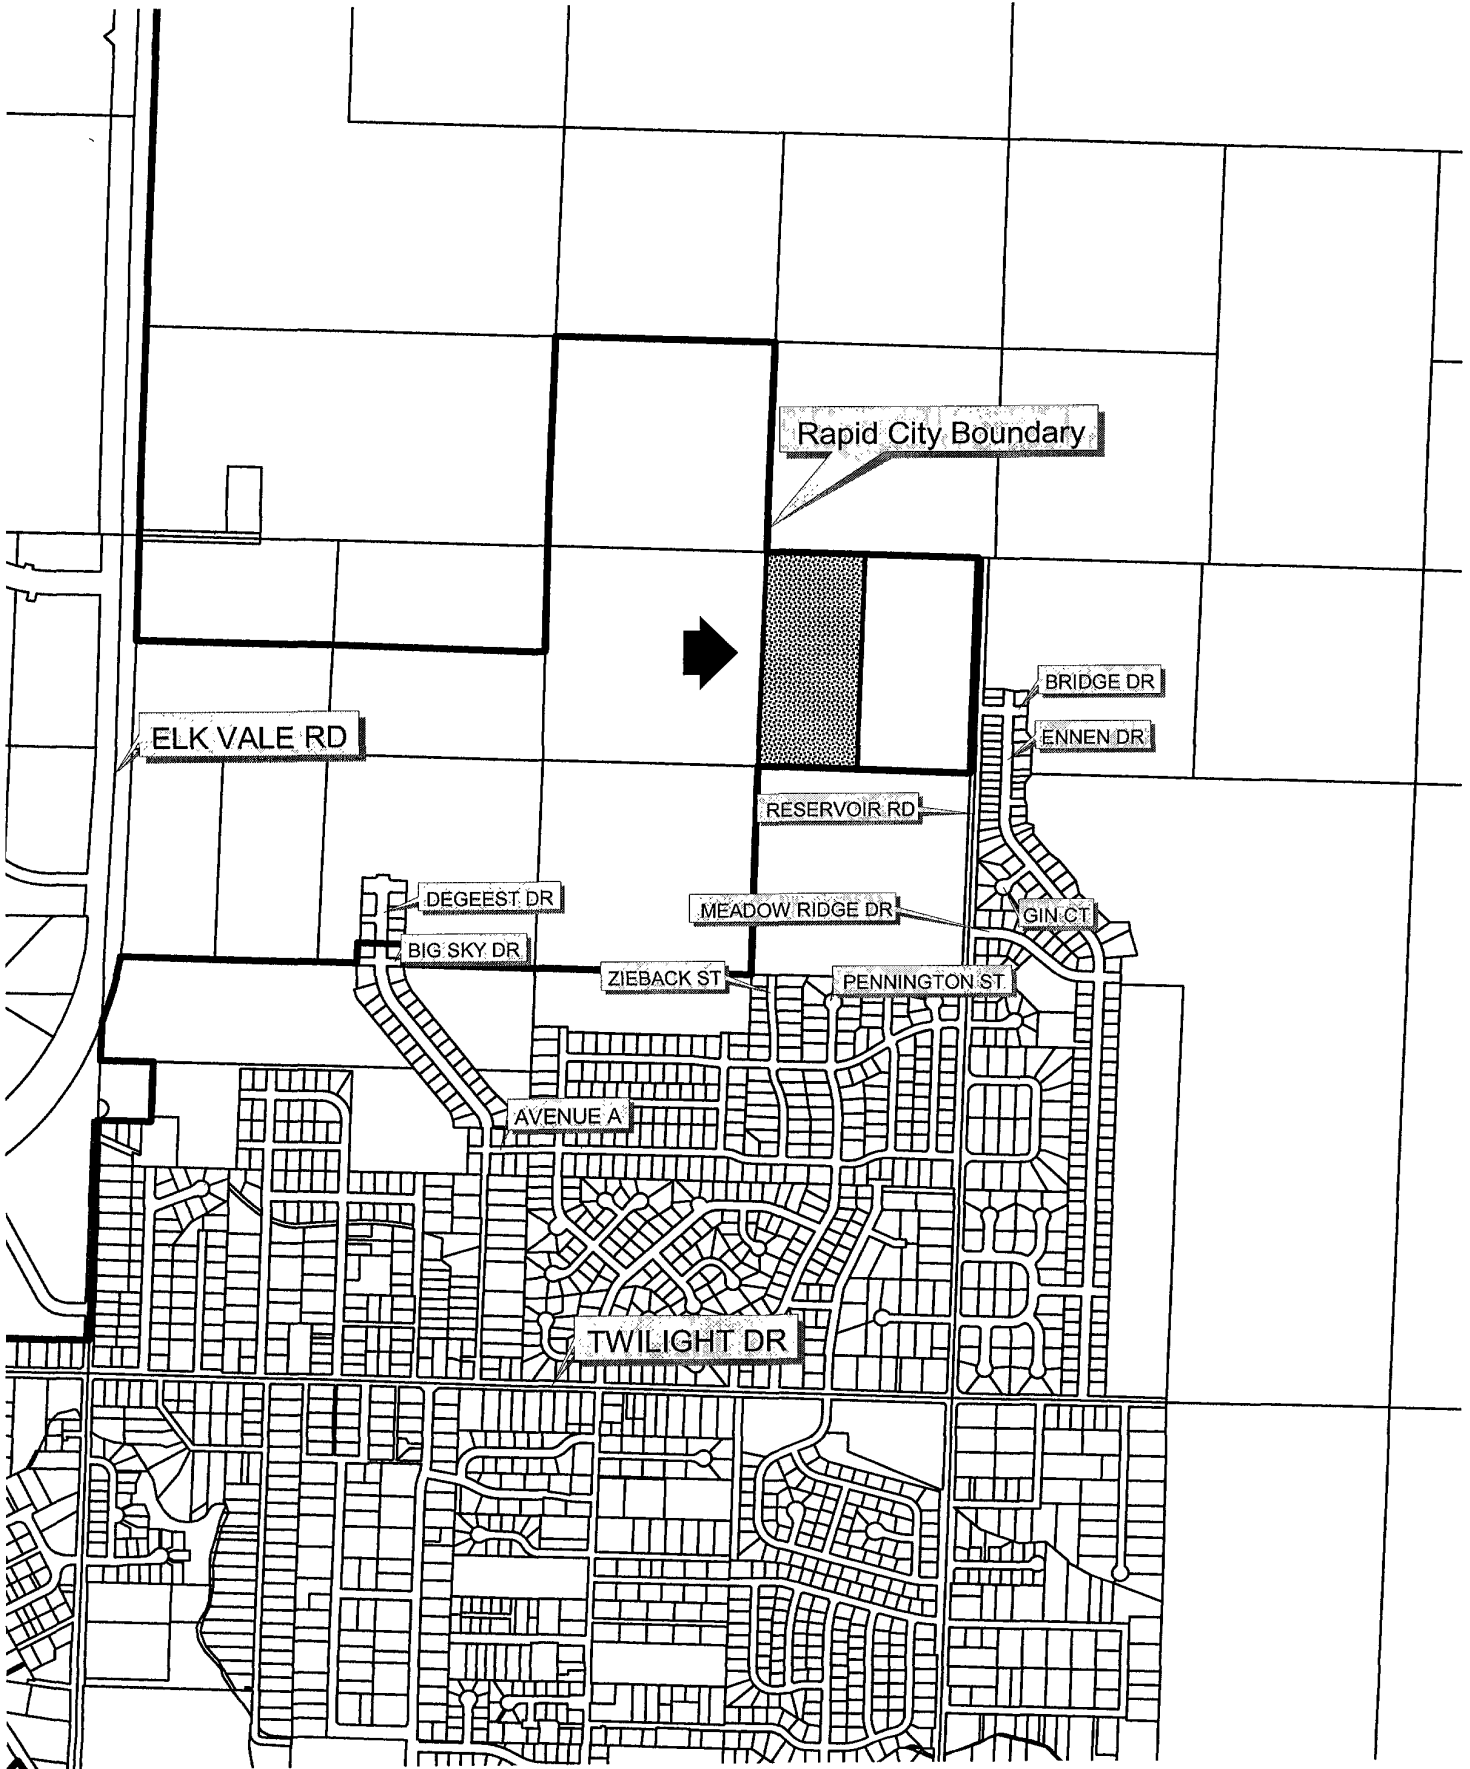 Rapid City Boundary
BRIDGE DR
ELK VALE RD
ENNEN DR
RESERVOIR RD
DEGEEST DR
MEADOW RIDGE DR
GIN CT
BIG SKY DR
ZIEBACK ST
PENNINGTON ST
AVENUE A
TWILIGHT DR